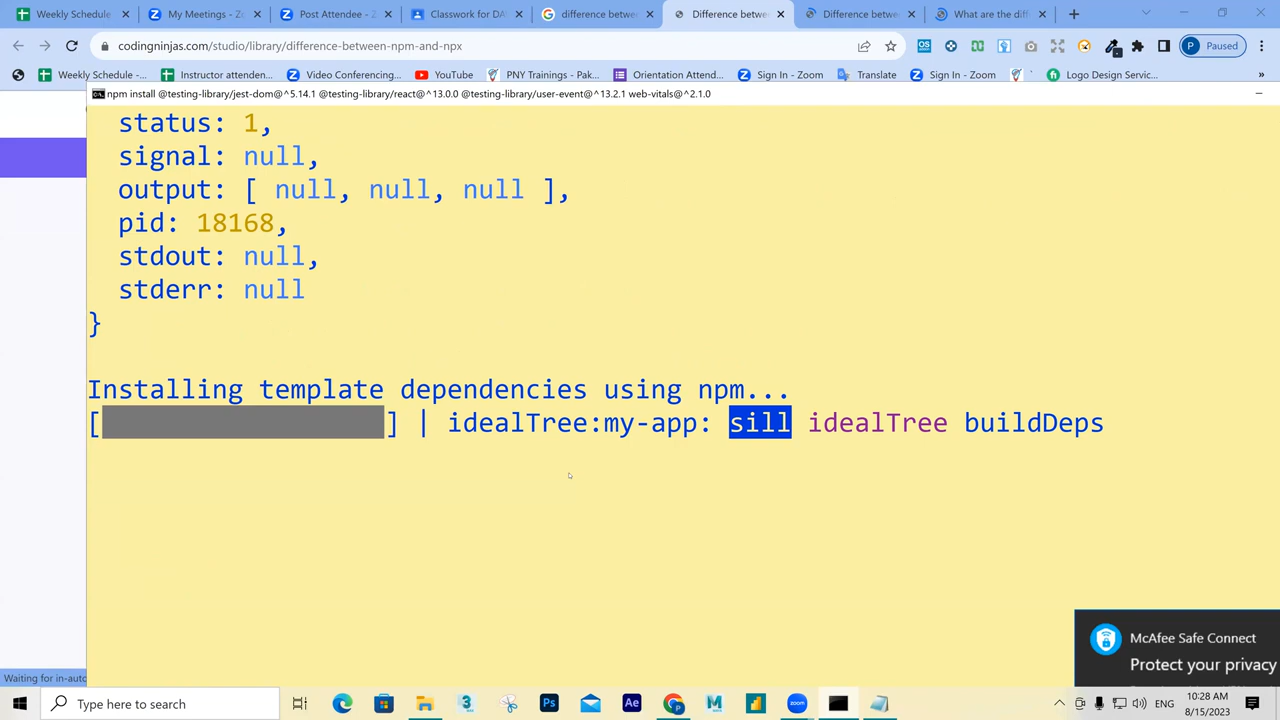 Weekly Schedule
My Meetings - Z
Post Attendee - Z
Classwork for DA
difference betwee
Difference betwe
Difference betwe
What are the diff
codingninjas.com/studio/library/difference-between-npm-and-npx
P Paused
Weekly Schedule -...
Instructor attenden...
Video Conferencing...
YouTube
PNY Trainings - Pak...
Orientation Attend...
Sign In - Zoom
Translate
Sign In - Zoom
Logo Design Servic...
npm install @testing-library/jest-dom@^5.14.1 @testing-library/react@^13.0.0 @testing-library/user-event@^13.2.1 web-vitals@^2.1.0
status: 1,
signal: null,
output: [ null, null, null ],
pid: 18168,
stdout: null,
stderr: null
}
Installing template dependencies using npm...
[ ] | idealTree:my-app: sill idealTree buildDeps
McAfee Safe Connect
Protect your privacy
Waiting for in-auto
Type here to search
Ps
Ae
zoom
ENG
10:28 AM
8/15/2023